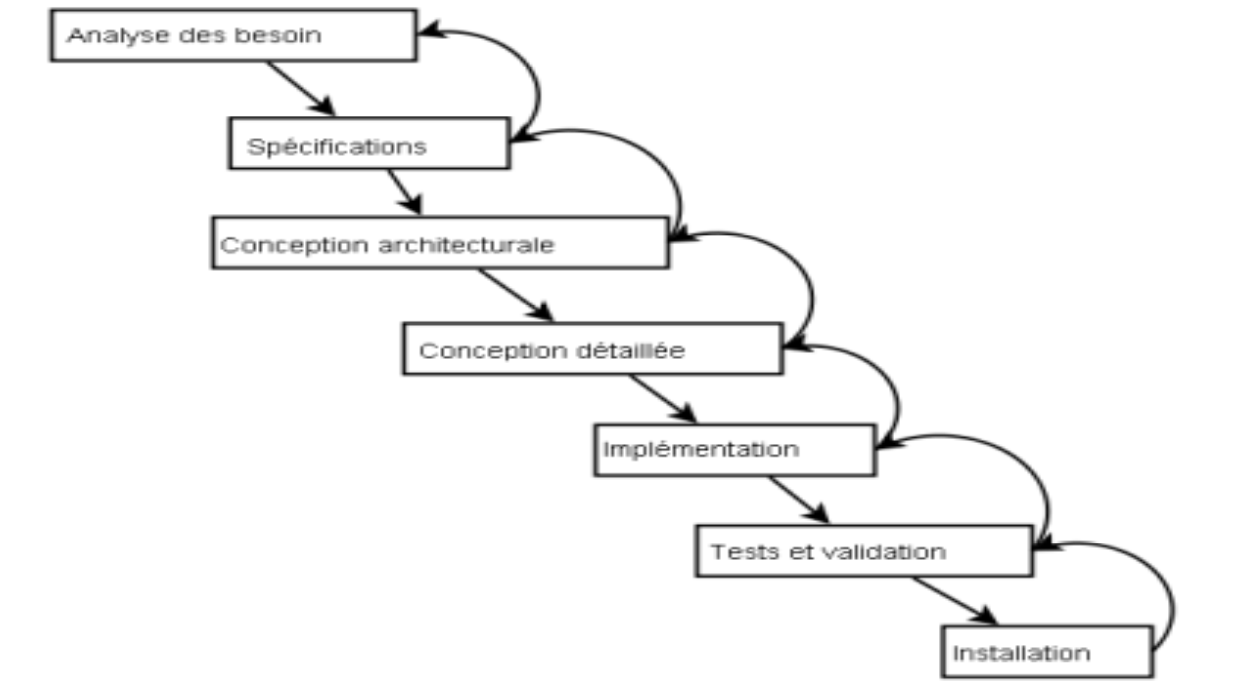 Analyse des besoin
Spécifications
Conception architecturale
Conception détaillée
Implémentation
Tests et validation
Installation